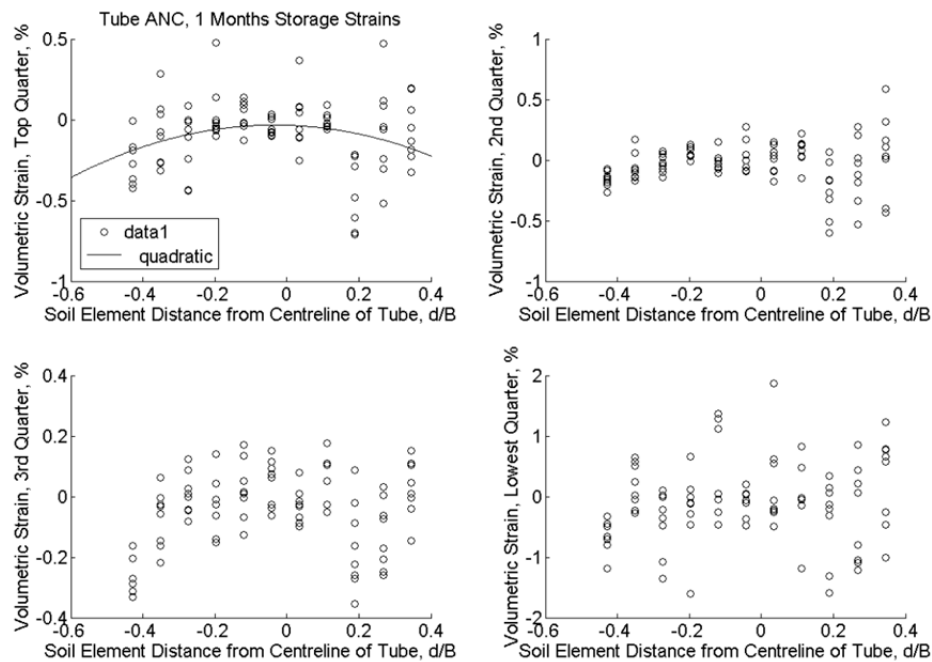 Tube ANC, 1 Months Storage Strains
Volumetric Strain, Top Quarter, %
0.5
0
-0.5
-1
data1
quadratic
-0.6 -0.4 -0.2 0 0.2 0.4
Soil Element Distance from Centreline of Tube, d/B
Volumetric Strain, 2nd Quarter, %
1
0.5
0
-0.5
-1
-0.6 -0.4 -0.2 0 0.2 0.4
Soil Element Distance from Centreline of Tube, d/B
Volumetric Strain, 3rd Quarter, %
0.4
0.2
0
-0.2
-0.4
-0.6 -0.4 -0.2 0 0.2 0.4
Soil Element Distance from Centreline of Tube, d/B
Volumetric Strain, Lowest Quarter, %
2
1
0
-1
-2
-0.6 -0.4 -0.2 0 0.2 0.4
Soil Element Distance from Centreline of Tube, d/B